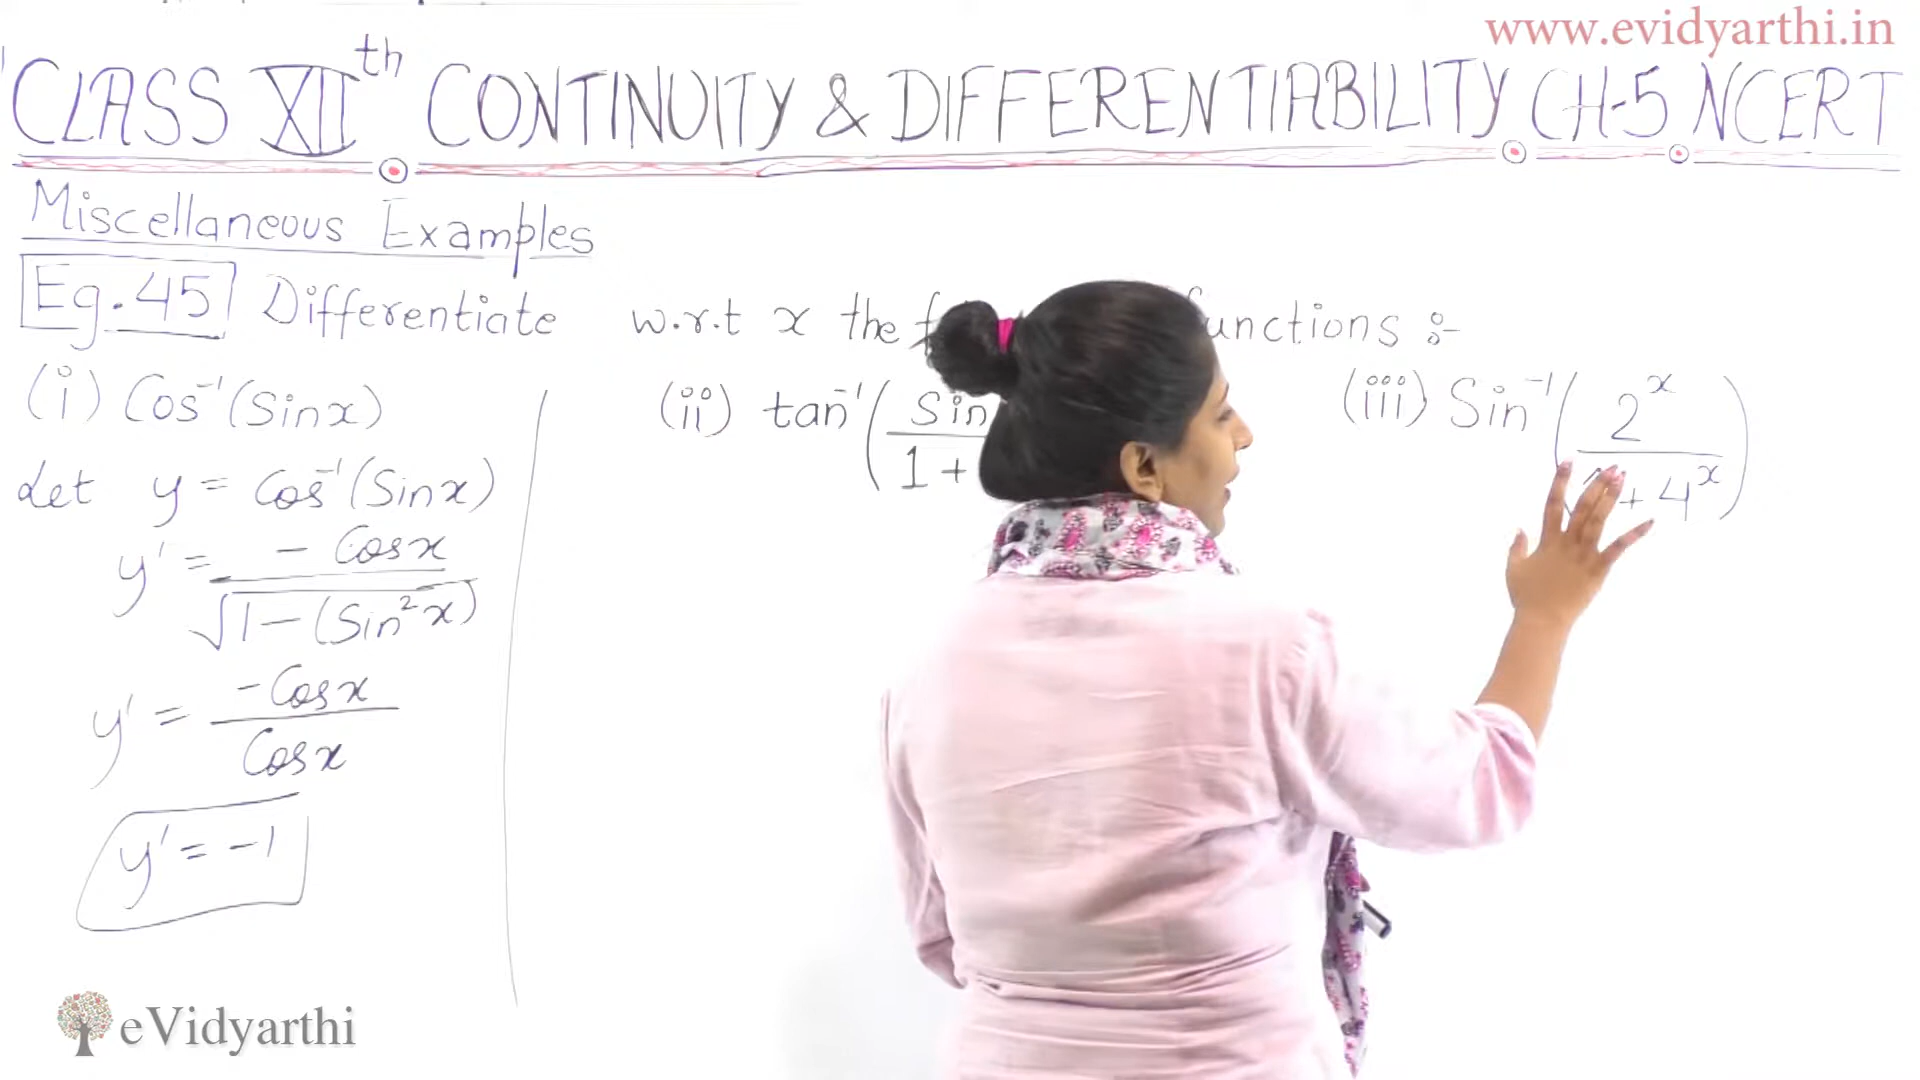 www.evidyarthi.in
CLASS XIIth CONTINUITY & DIFFERENTIABILITY CH-5 NCERT
Miscellaneous Examples
Eg.45 Differentiate w.r.t x the functions :-
(i) Cos⁻¹(Sinx)
(ii) tan⁻¹( Sin / 1 +
(iii) Sin⁻¹( 2ˣ / + 4ˣ )
Let y = Cos⁻¹(Sinx)
y' = - Cosx / √1 - (Sin²x)
y' = -Cosx / Cosx
y' = -1
eVidyarthi